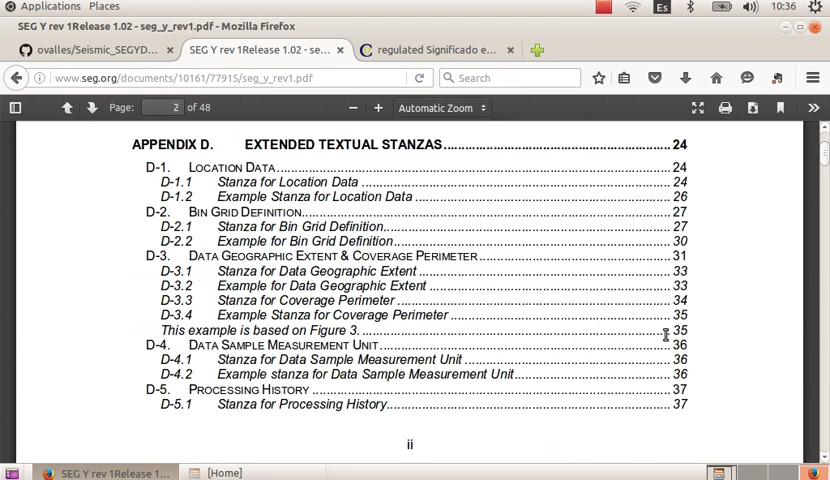 Applications Places Es 10:36
SEG Y rev 1Release 1.02 - seg_y_rev1.pdf - Mozilla Firefox
ovalles/Seismic_SEGYD... × SEG Y rev 1Release 1.02 - se... × regulated Significado e... ×
www.seg.org/documents/10161/77915/seg_y_rev1.pdf Search
Page: 2 of 48 Automatic Zoom
APPENDIX D. EXTENDED TEXTUAL STANZAS............................................................ 24
D-1. LOCATION DATA.................................................................................... 24
D-1.1 Stanza for Location Data .................................................................. 24
D-1.2 Example Stanza for Location Data .................................................... 26
D-2. BIN GRID DEFINITION............................................................................. 27
D-2.1 Stanza for Bin Grid Definition............................................................ 27
D-2.2 Example for Bin Grid Definition......................................................... 30
D-3. DATA GEOGRAPHIC EXTENT & COVERAGE PERIMETER ........................................ 31
D-3.1 Stanza for Data Geographic Extent .................................................... 33
D-3.2 Example for Data Geographic Extent ................................................. 33
D-3.3 Stanza for Coverage Perimeter ......................................................... 34
D-3.4 Example Stanza for Coverage Perimeter ............................................ 35
This example is based on Figure 3. ................................................................ 35
D-4. DATA SAMPLE MEASUREMENT UNIT............................................................. 36
D-4.1 Stanza for Data Sample Measurement Unit ......................................... 36
D-4.2 Example stanza for Data Sample Measurement Unit............................. 36
D-5. PROCESSING HISTORY ............................................................................ 37
D-5.1 Stanza for Processing History............................................................ 37
ii
SEG Y rev 1Release 1... [Home]